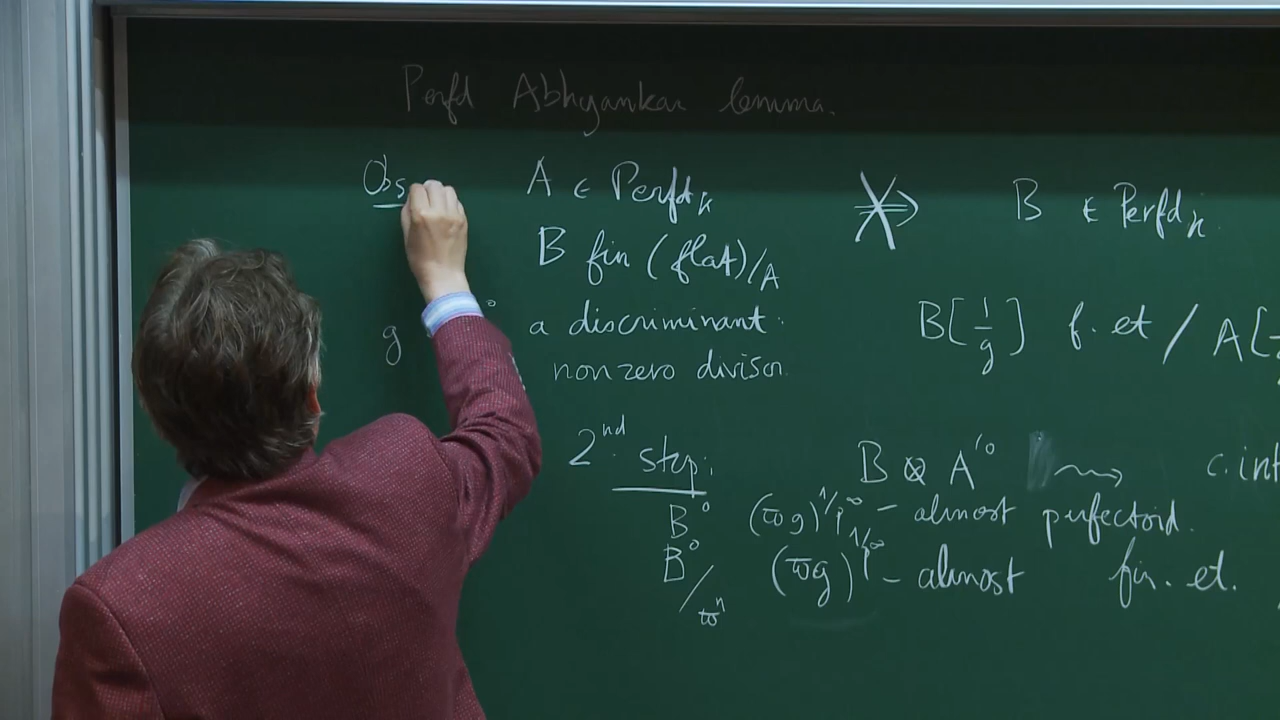 Perfd Abhyankar lemma.
Obs A ∈ Perfd_K ⇏ B ∈ Perfd_K
B fin (flat)/A
g ° a discriminant. B[1/g] f. et / A[
nonzero divisor.
2nd step: B ⊗ A'° ⇝ c. int
B° (ϖg)^{1/p^∞} - almost perfectoid.
B°/ϖ^n (ϖg)^{1/p^∞} - almost fin. et.